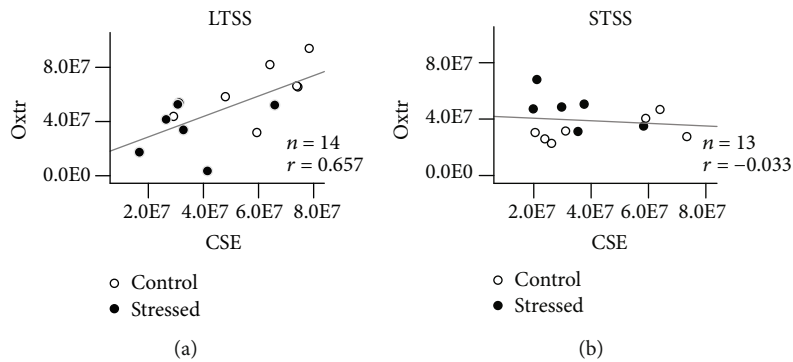 LTSS
Oxtr
8.0E7
4.0E7
0.0E0
n = 14
r = 0.657
2.0E7 4.0E7 6.0E7 8.0E7
CSE
Control
Stressed
(a)
STSS
Oxtr
8.0E7
4.0E7
0.0E0
n = 13
r = −0.033
2.0E7 4.0E7 6.0E7 8.0E7
CSE
Control
Stressed
(b)